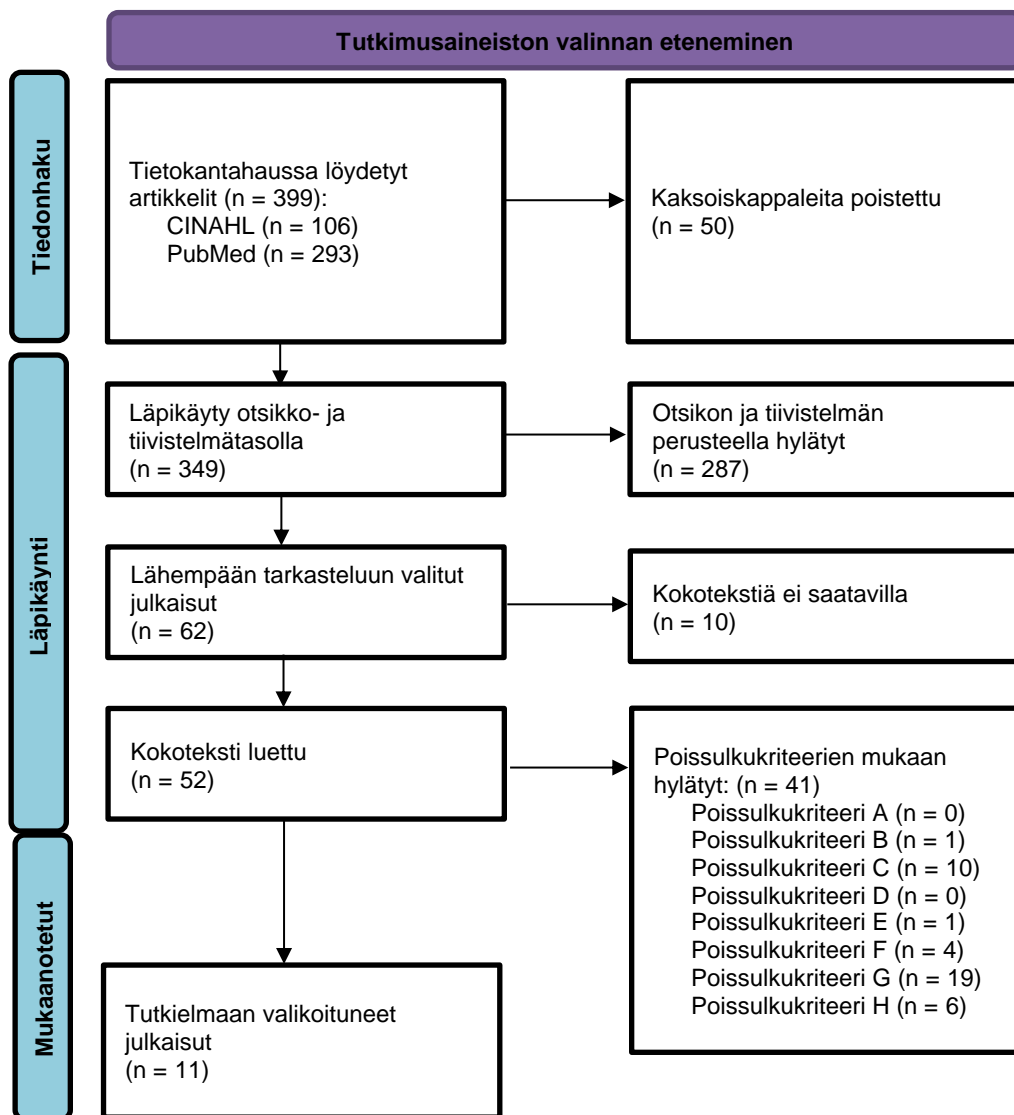 Tutkimusaineiston valinnan eteneminen
Tiedonhaku
Tietokantahaussa löydetyt
artikkelit (n = 399):
CINAHL (n = 106)
PubMed (n = 293)
Kaksoiskappaleita poistettu
(n = 50)
Läpikäynti
Läpikäyty otsikko- ja
tiivistelmätasolla
(n = 349)
Otsikon ja tiivistelmän
perusteella hylätyt
(n = 287)
Lähempään tarkasteluun valitut
julkaisut
(n = 62)
Kokotekstiä ei saatavilla
(n = 10)
Kokoteksti luettu
(n = 52)
Poissulkukriteerien mukaan
hylätyt: (n = 41)
Poissulkukriteeri A (n = 0)
Poissulkukriteeri B (n = 1)
Poissulkukriteeri C (n = 10)
Poissulkukriteeri D (n = 0)
Poissulkukriteeri E (n = 1)
Poissulkukriteeri F (n = 4)
Poissulkukriteeri G (n = 19)
Poissulkukriteeri H (n = 6)
Mukaanotetut
Tutkielmaan valikoituneet
julkaisut
(n = 11)